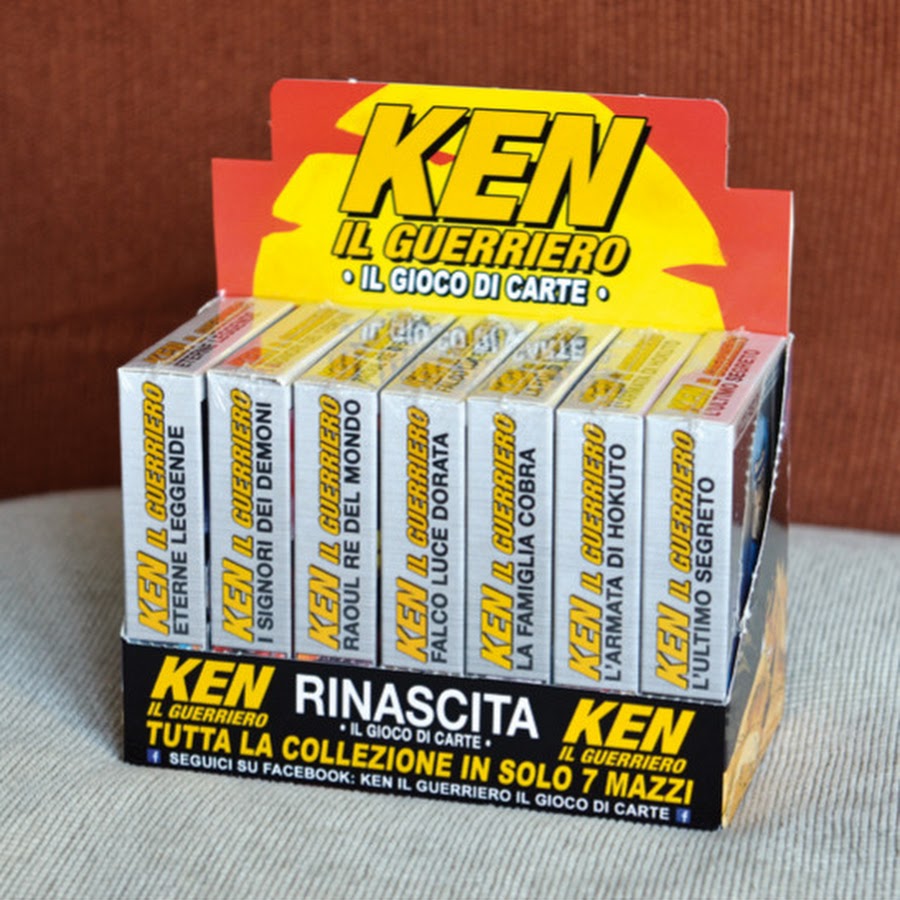 KEN
IL GUERRIERO
• IL GIOCO DI CARTE •
ETERNE LEGGENDE
L'ULTIMO SEGRETO
KEN IL GUERRIERO
ETERNE LEGGENDE
KEN IL GUERRIERO
I SIGNORI DEI DEMONI
KEN IL GUERRIERO
RAOUL RE DEL MONDO
KEN IL GUERRIERO
FALCO LUCE DORATA
KEN IL GUERRIERO
LA FAMIGLIA COBRA
KEN IL GUERRIERO
L'ARMATA DI HOKUTO
KEN IL GUERRIERO
L'ULTIMO SEGRETO
KEN
IL GUERRIERO
RINASCITA
• IL GIOCO DI CARTE •
KEN
IL GUERRIERO
TUTTA LA COLLEZIONE IN SOLO 7 MAZZI
f SEGUICI SU FACEBOOK: KEN IL GUERRIERO IL GIOCO DI CARTE f